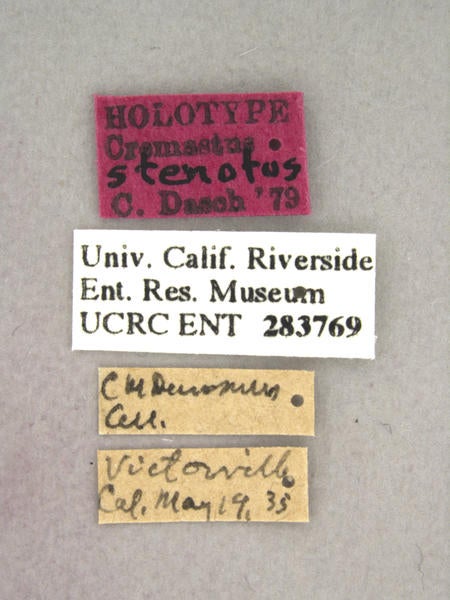 HOLOTYPE
Cremastus
stenotus
C. Dasch '79
Univ. Calif. Riverside
Ent. Res. Museum
UCRC ENT 283769
C M Dammers
Coll.
Victorville
Cal. May 19, 35